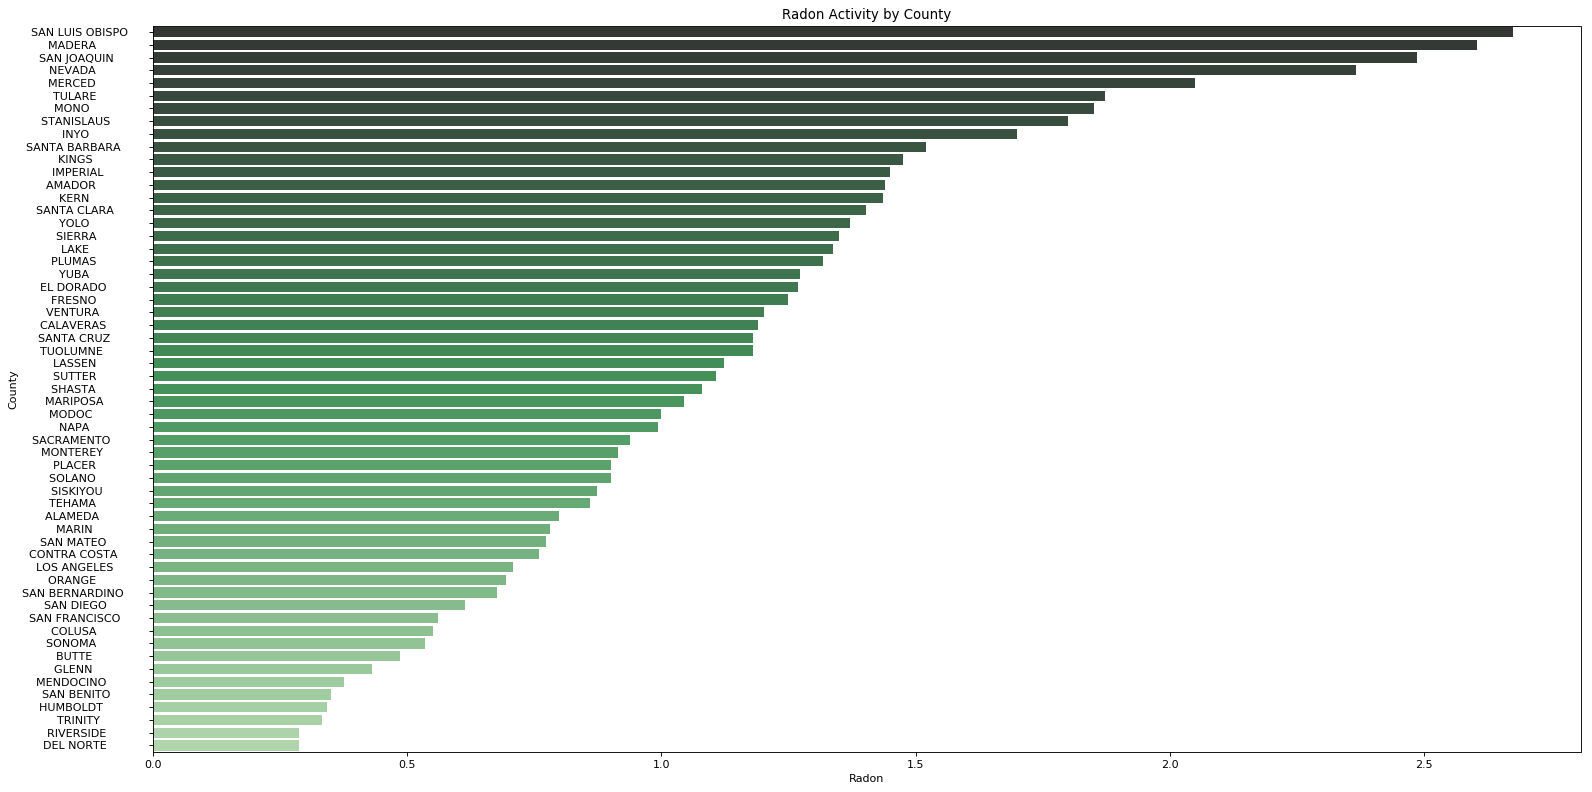 Radon Activity by County
SAN LUIS OBISPO
MADERA
SAN JOAQUIN
NEVADA
MERCED
TULARE
MONO
STANISLAUS
INYO
SANTA BARBARA
KINGS
IMPERIAL
AMADOR
KERN
SANTA CLARA
YOLO
SIERRA
LAKE
PLUMAS
YUBA
EL DORADO
FRESNO
VENTURA
CALAVERAS
SANTA CRUZ
TUOLUMNE
LASSEN
SUTTER
SHASTA
MARIPOSA
MODOC
NAPA
SACRAMENTO
MONTEREY
PLACER
SOLANO
SISKIYOU
TEHAMA
ALAMEDA
MARIN
SAN MATEO
CONTRA COSTA
LOS ANGELES
ORANGE
SAN BERNARDINO
SAN DIEGO
SAN FRANCISCO
COLUSA
SONOMA
BUTTE
GLENN
MENDOCINO
SAN BENITO
HUMBOLDT
TRINITY
RIVERSIDE
DEL NORTE
County
0.0 0.5 1.0 1.5 2.0 2.5
Radon